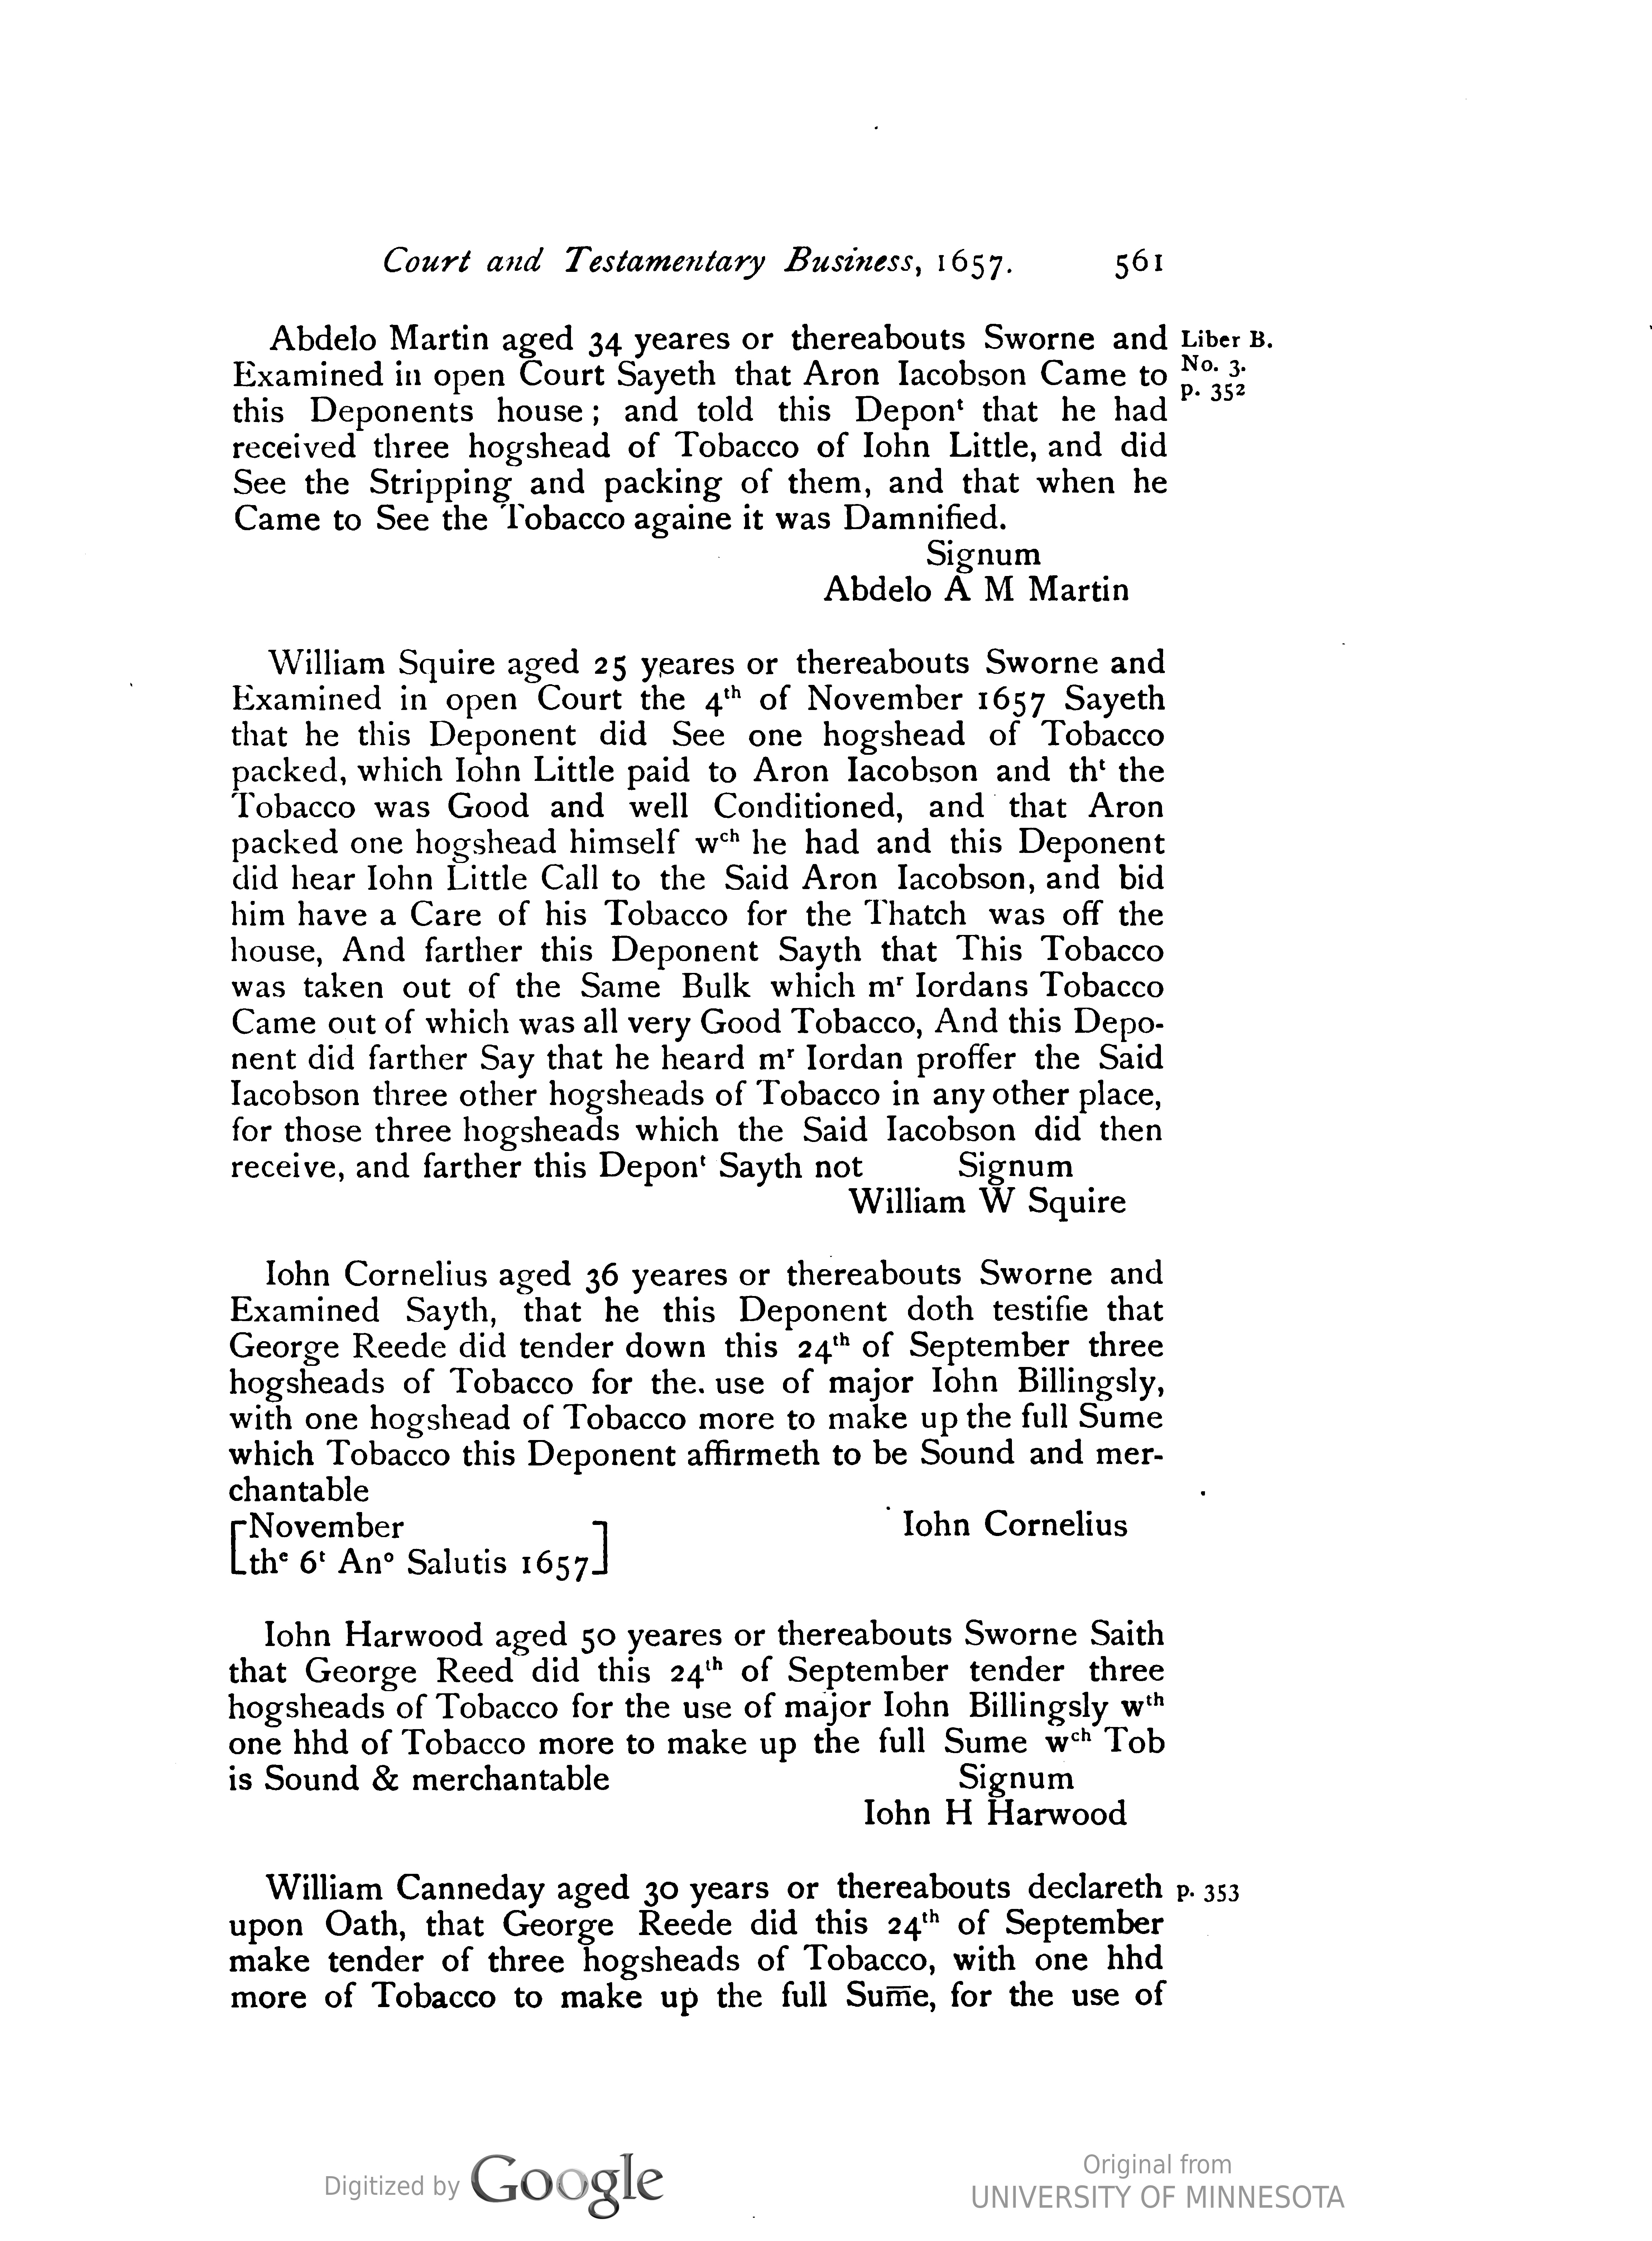 Court and Testamentary Business, 1657. 561
Abdelo Martin aged 34 yeares or thereabouts Sworne and
Liber B.
No. 3.
p. 352
Examined in open Court Sayeth that Aron Iacobson Came to
this Deponents house; and told this Deponᵗ that he had
received three hogshead of Tobacco of Iohn Little, and did
See the Stripping and packing of them, and that when he
Came to See the Tobacco againe it was Damnified.
Signum
Abdelo A M Martin
William Squire aged 25 yeares or thereabouts Sworne and
Examined in open Court the 4ᵗʰ of November 1657 Sayeth
that he this Deponent did See one hogshead of Tobacco
packed, which Iohn Little paid to Aron Iacobson and thᵗ the
Tobacco was Good and well Conditioned, and that Aron
packed one hogshead himself wᶜʰ he had and this Deponent
did hear Iohn Little Call to the Said Aron Iacobson, and bid
him have a Care of his Tobacco for the Thatch was off the
house, And farther this Deponent Sayth that This Tobacco
was taken out of the Same Bulk which mʳ Iordans Tobacco
Came out of which was all very Good Tobacco, And this Depo-
nent did farther Say that he heard mʳ Iordan proffer the Said
Iacobson three other hogsheads of Tobacco in any other place,
for those three hogsheads which the Said Iacobson did then
receive, and farther this Deponᵗ Sayth not Signum
William W Squire
Iohn Cornelius aged 36 yeares or thereabouts Sworne and
Examined Sayth, that he this Deponent doth testifie that
George Reede did tender down this 24ᵗʰ of September three
hogsheads of Tobacco for the. use of major Iohn Billingsly,
with one hogshead of Tobacco more to make up the full Sume
which Tobacco this Deponent affirmeth to be Sound and mer-
chantable
[November
thᵉ 6ᵗ Anᵒ Salutis 1657]
Iohn Cornelius
Iohn Harwood aged 50 yeares or thereabouts Sworne Saith
that George Reed did this 24ᵗʰ of September tender three
hogsheads of Tobacco for the use of major Iohn Billingsly wᵗʰ
one hhd of Tobacco more to make up the full Sume wᶜʰ Tob
is Sound & merchantable Signum
Iohn H Harwood
William Canneday aged 30 years or thereabouts declareth
p. 353
upon Oath, that George Reede did this 24ᵗʰ of September
make tender of three hogsheads of Tobacco, with one hhd
more of Tobacco to make up the full Sum̅e, for the use of
Digitized by Google
Original from
UNIVERSITY OF MINNESOTA